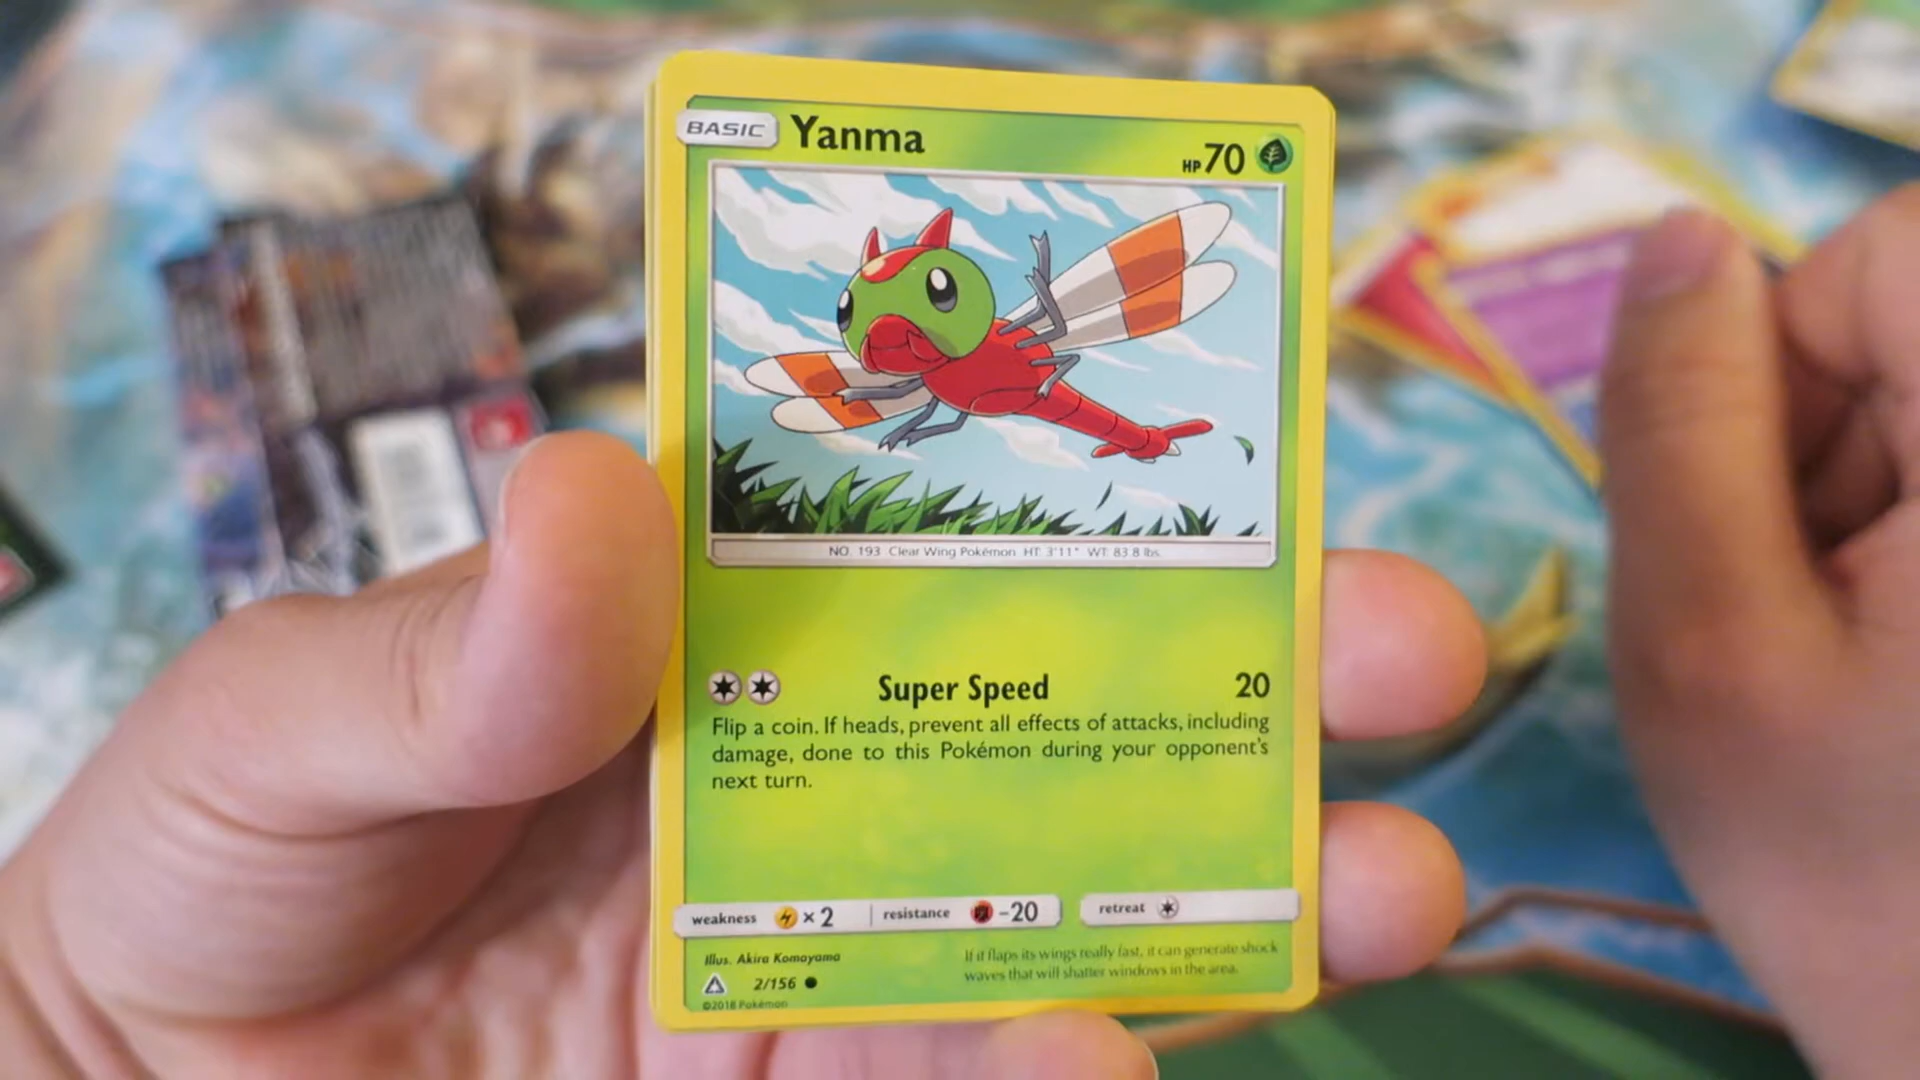 BASIC Yanma HP 70
NO. 193 Clear Wing Pokémon HT: 3'11" WT: 83.8 lbs.
Super Speed 20
Flip a coin. If heads, prevent all effects of attacks, including
damage, done to this Pokémon during your opponent's
next turn.
weakness ×2 resistance -20 retreat
Illus. Akira Komayama
2/156
©2018 Pokémon
If it flaps its wings really fast, it can generate shock
waves that will shatter windows in the area.